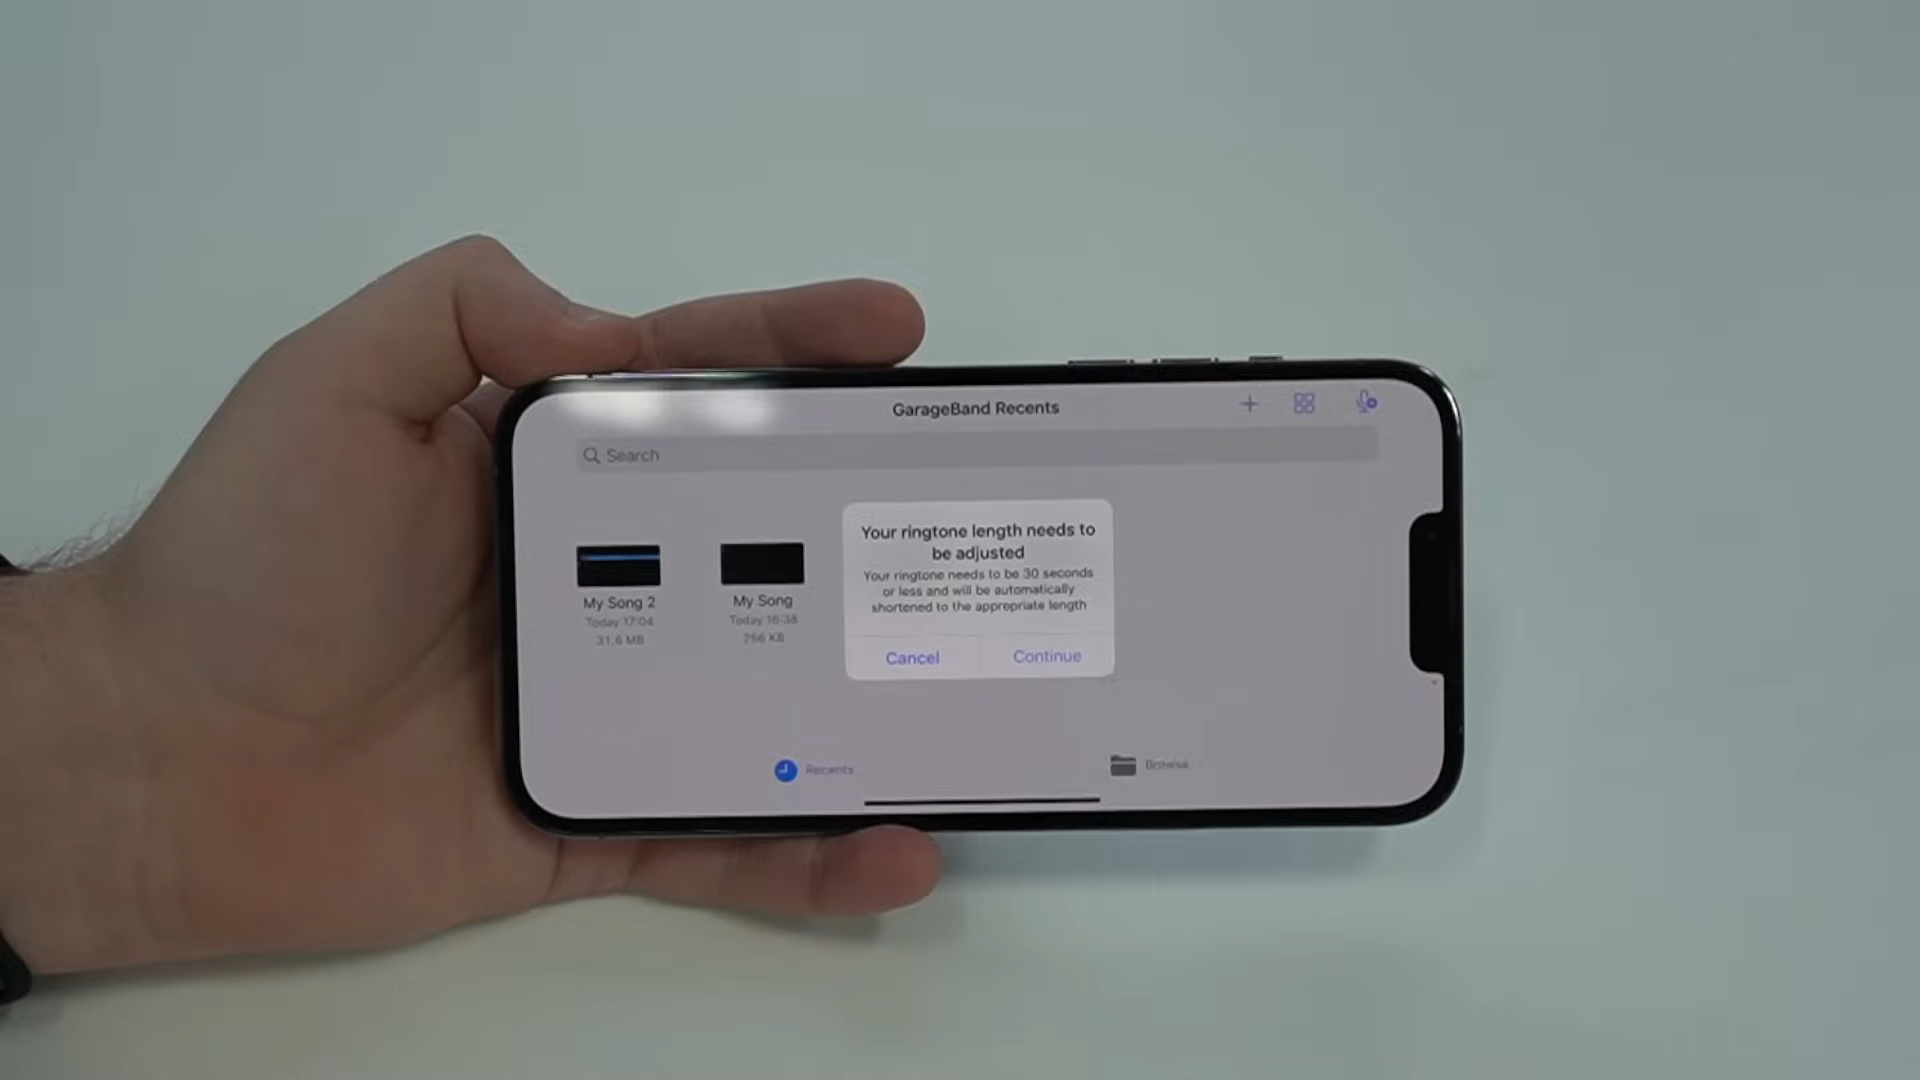 GarageBand Recents
Search
Your ringtone length needs to
be adjusted
Your ringtone needs to be 30 seconds
or less and will be automatically
shortened to the appropriate length
Cancel
Continue
My Song 2
Today 17:04
31,6 MB
My Song
Today 16:38
256 KB
Recents
Browse